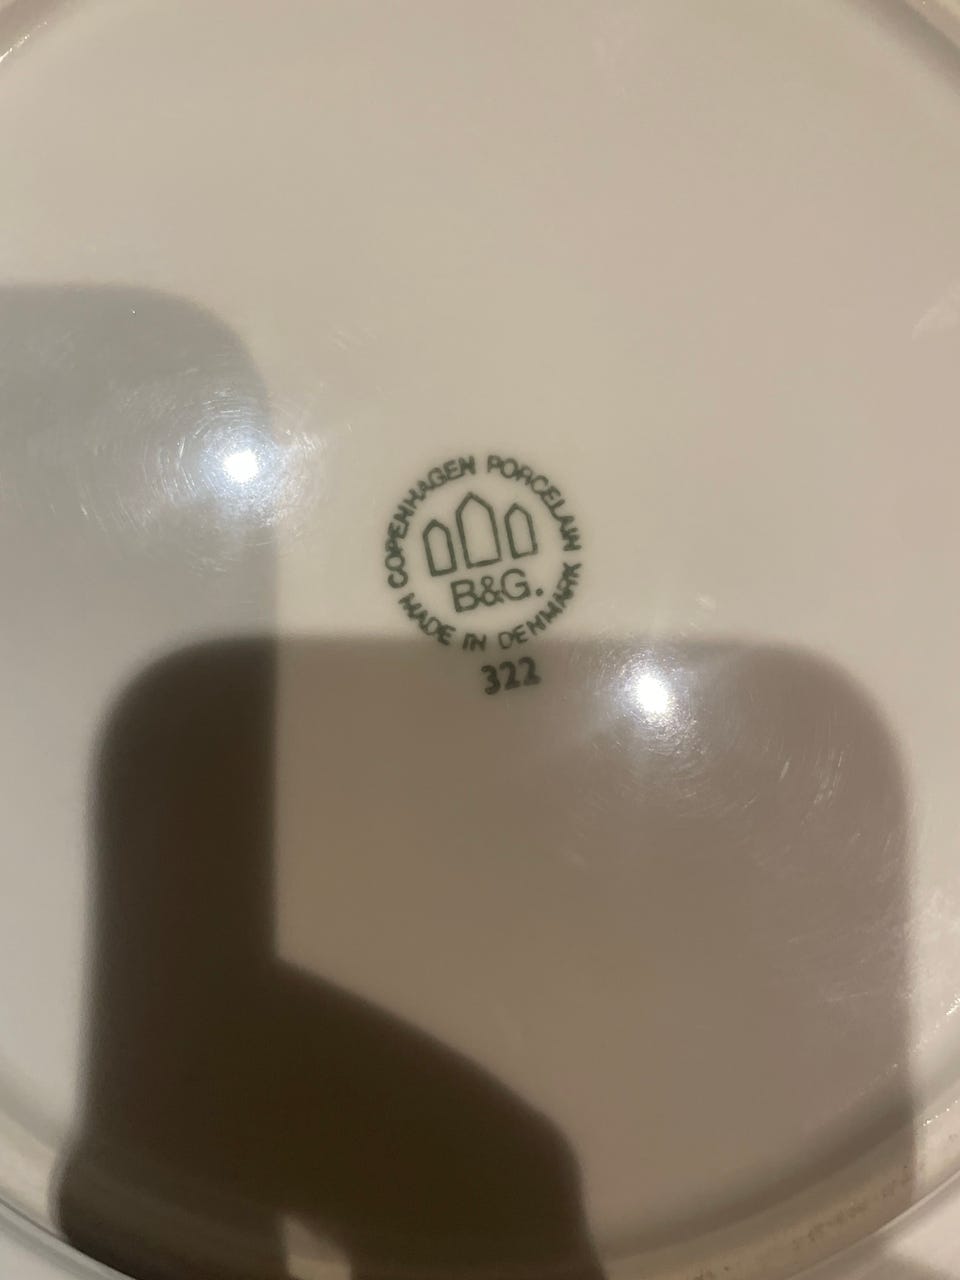 COPENHAGEN PORCELAIN
B&G.
MADE IN DENMARK
322